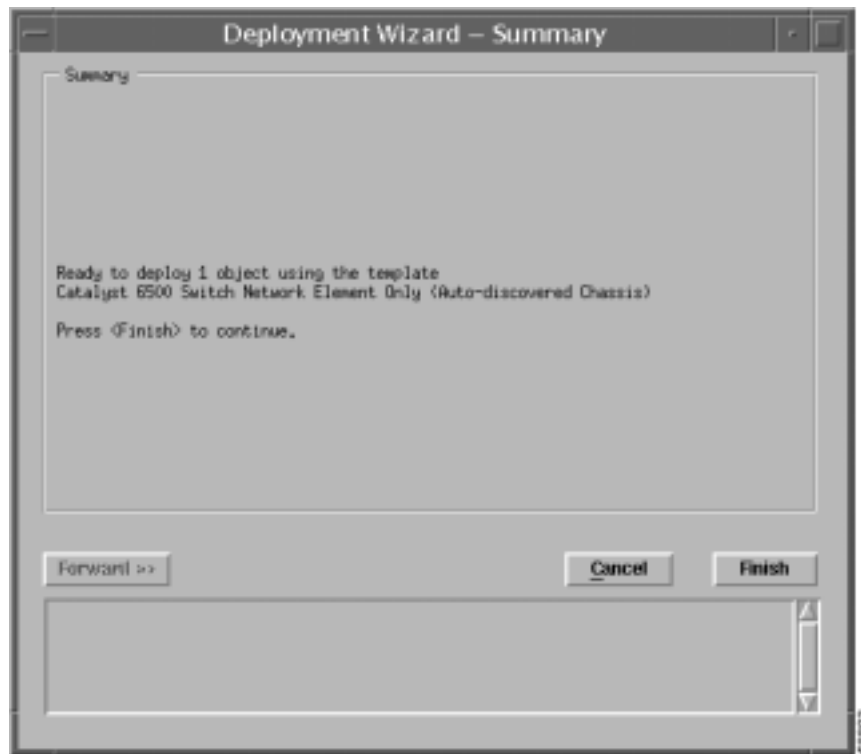 Deployment Wizard – Summary
Summary
Ready to deploy 1 object using the template
Catalyst 6500 Switch Network Element Only (Auto-discovered Chassis)
Press <Finish> to continue.
Forward >>
Cancel
Finish